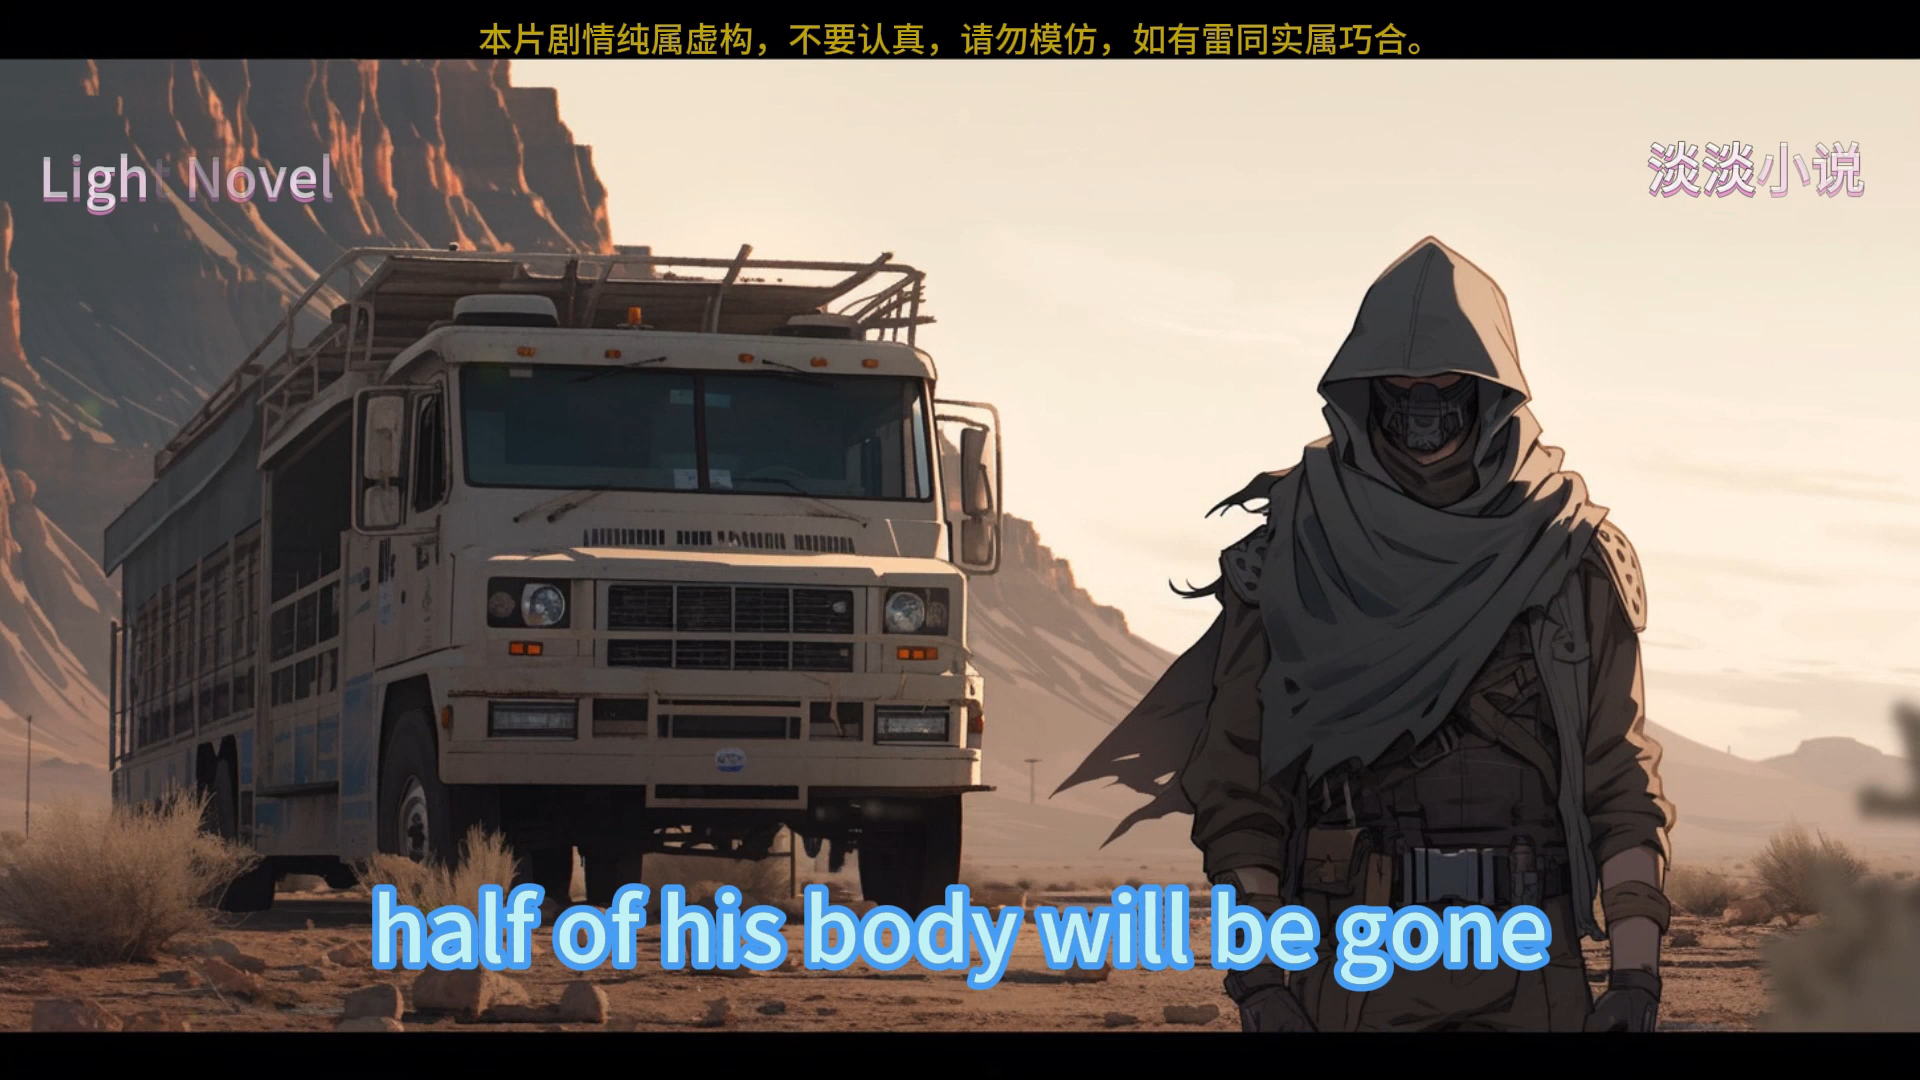 本片剧情纯属虚构，不要认真，请勿模仿，如有雷同实属巧合。
Light Novel
淡淡小说
half of his body will be gone